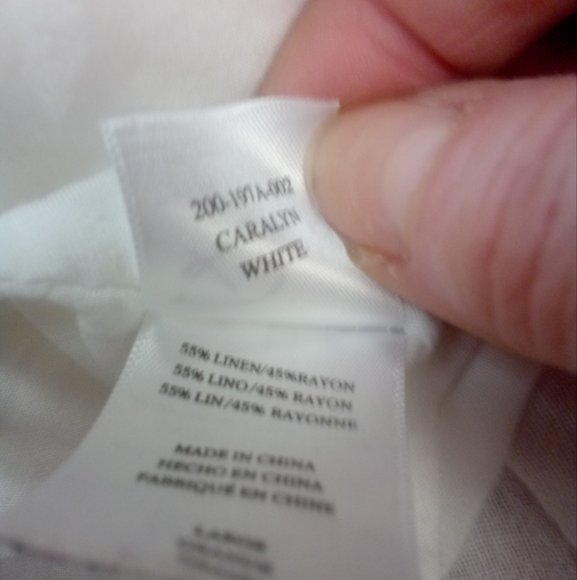 200-197A-002
CARALYN
WHITE
55% LINEN/45%RAYON
55% LINO/45% RAYON
55% LIN/45% RAYONNE
MADE IN CHINA
HECHO EN CHINA
FABRIQUÉ EN CHINE
LARGE